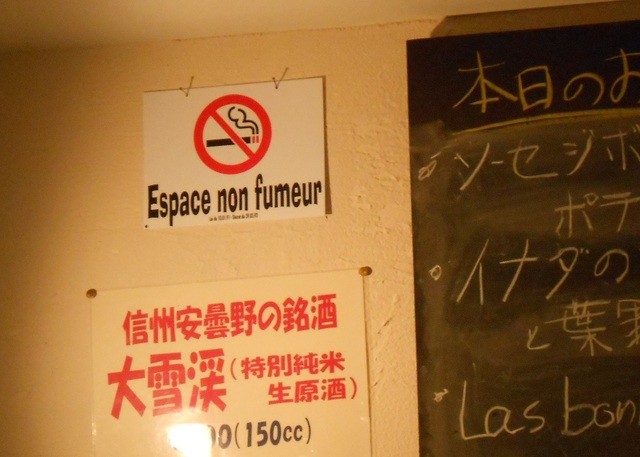 Espace non fumeur
信州安曇野の銘酒
大雪渓(特別純米
生原酒)
00(150cc)
本日のお
ソーセジポ
ポテ
イナダの
と葉
Las bon